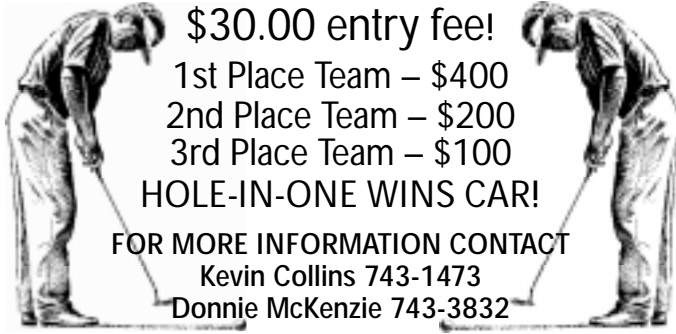 $30.00 entry fee!
1st Place Team – $400
2nd Place Team – $200
3rd Place Team – $100
HOLE-IN-ONE WINS CAR!
FOR MORE INFORMATION CONTACT
Kevin Collins 743-1473
Donnie McKenzie 743-3832